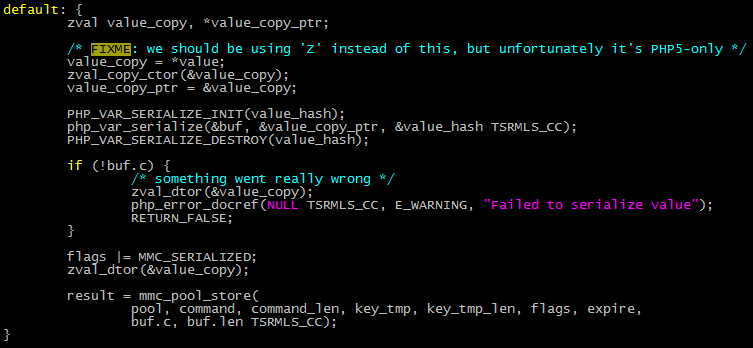 default: {
        zval value_copy, *value_copy_ptr;

        /* FIXME: we should be using 'Z' instead of this, but unfortunately it's PHP5-only */
        value_copy = *value;
        zval_copy_ctor(&value_copy);
        value_copy_ptr = &value_copy;

        PHP_VAR_SERIALIZE_INIT(value_hash);
        php_var_serialize(&buf, &value_copy_ptr, &value_hash TSRMLS_CC);
        PHP_VAR_SERIALIZE_DESTROY(value_hash);

        if (!buf.c) {
                /* something went really wrong */
                zval_dtor(&value_copy);
                php_error_docref(NULL TSRMLS_CC, E_WARNING, "Failed to serialize value");
                RETURN_FALSE;
        }

        flags |= MMC_SERIALIZED;
        zval_dtor(&value_copy);

        result = mmc_pool_store(
                pool, command, command_len, key_tmp, key_tmp_len, flags, expire,
                buf.c, buf.len TSRMLS_CC);
}